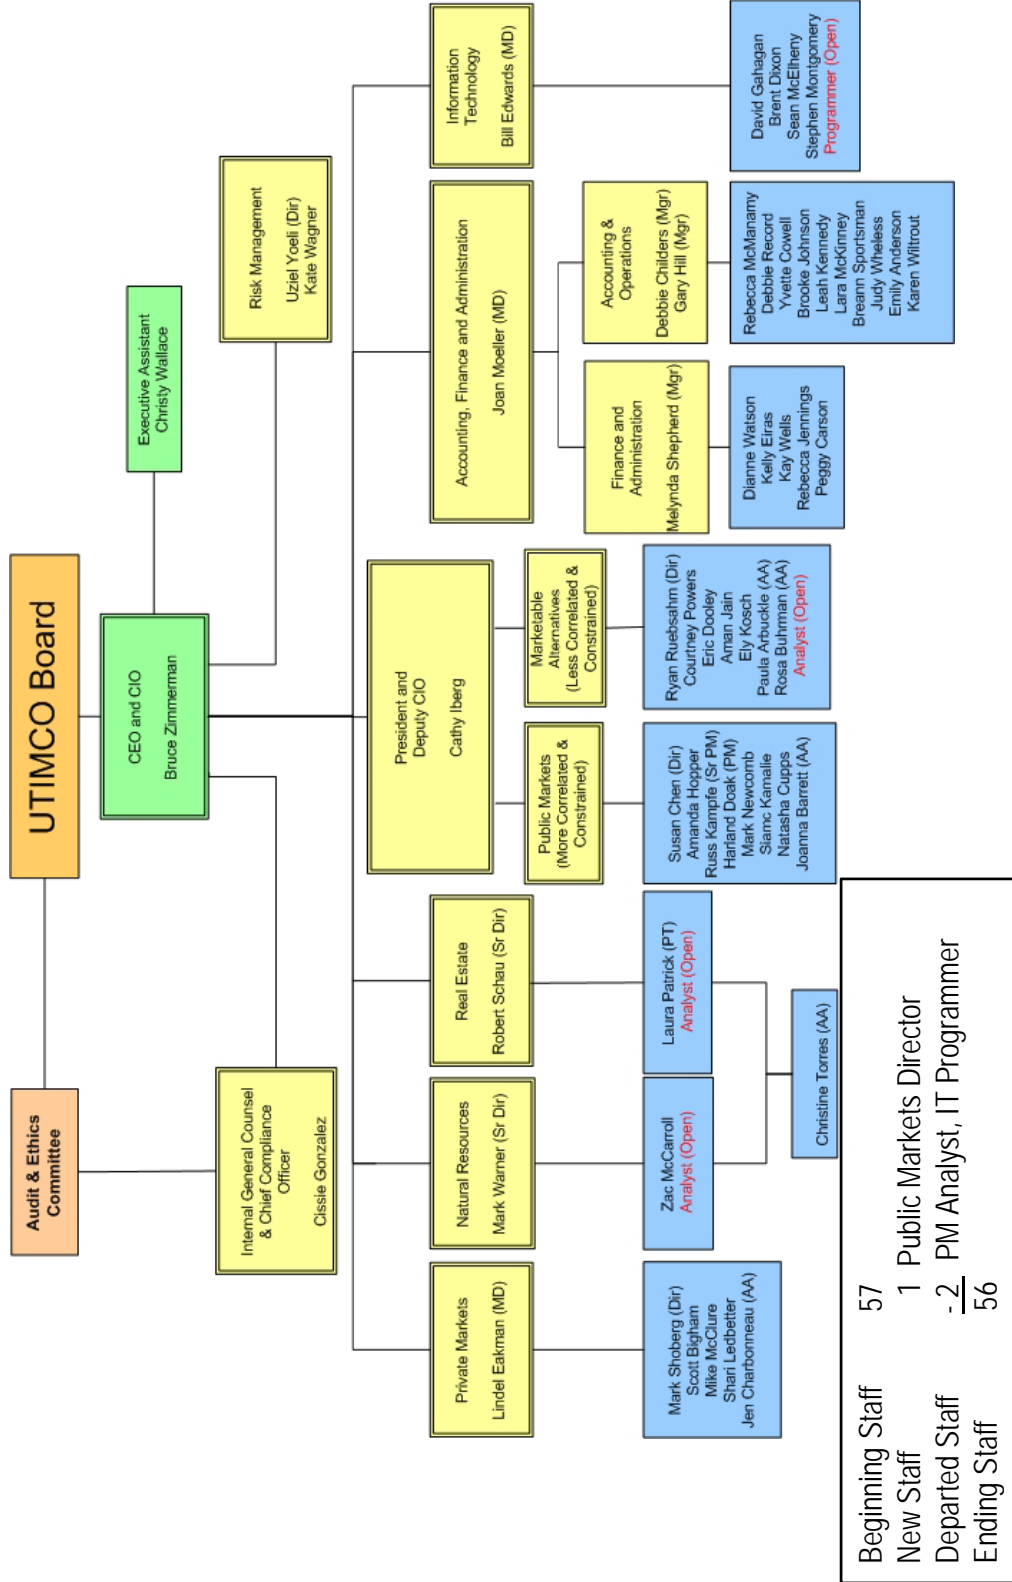 UTIMCO Board
Audit & Ethics
Committee
CEO and CIO
Bruce Zimmerman
Executive Assistant
Christy Wallace
Internal General Counsel
& Chief Compliance
Officer
Cissie Gonzalez
Risk Management
Uziel Yoeli (Dir)
Kate Wagner
Private Markets
Lindel Eakman (MD)
Natural Resources
Mark Warner (Sr Dir)
Real Estate
Robert Schau (Sr Dir)
President and
Deputy CIO
Cathy Iberg
Accounting, Finance and Administration
Joan Moeller (MD)
Information
Technology
Bill Edwards (MD)
Public Markets
(More Correlated &
Constrained)
Marketable
Alternatives
(Less Correlated &
Constrained)
Finance and
Administration
Melynda Shepherd (Mgr)
Accounting &
Operations
Debbie Childers (Mgr)
Gary Hill (Mgr)
Mark Shoberg (Dir)
Scott Bigham
Mike McClure
Shari Ledbetter
Jen Charbonneau (AA)
Zac McCarroll
Analyst (Open)
Laura Patrick (PT)
Analyst (Open)
Christine Torres (AA)
Susan Chen (Dir)
Amanda Hopper
Russ Kampfe (Sr PM)
Harland Doak (PM)
Mark Newcomb
Siamc Kamalie
Natasha Cupps
Joanna Barrett (AA)
Ryan Ruebsahm (Dir)
Courtney Powers
Eric Dooley
Aman Jain
Ely Kosch
Paula Arbuckle (AA)
Rosa Buhrman (AA)
Analyst (Open)
Dianne Watson
Kelly Eiras
Kay Wells
Rebecca Jennings
Peggy Carson
Rebecca McManamy
Debbie Record
Yvette Cowell
Brooke Johnson
Leah Kennedy
Lara McKinney
Breann Sportsman
Judy Wheless
Emily Anderson
Karen Wiltrout
David Gahagan
Brent Dixon
Sean McElheny
Stephen Montgomery
Programmer (Open)
Beginning Staff 57
New Staff 1 Public Markets Director
Departed Staff - 2 PM Analyst, IT Programmer
Ending Staff 56